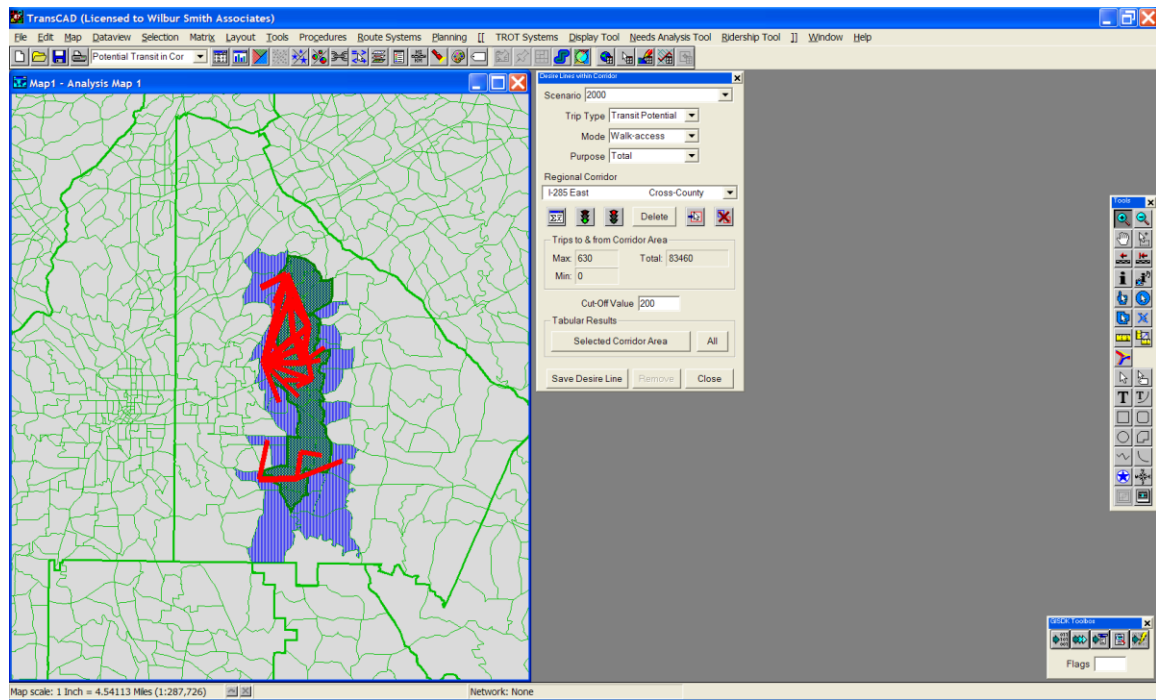 TransCAD (Licensed to Wilbur Smith Associates)
File Edit Map Dataview Selection Matrix Layout Tools Procedures Route Systems Planning [[ TROT Systems Display Tool Needs Analysis Tool Ridership Tool ]] Window Help
Potential Transit in Cor
Map1 - Analysis Map 1
Desire Lines within Corridor
Scenario 2000
Trip Type Transit Potential
Mode Walk-access
Purpose Total
Regional Corridor
I-285 East Cross-County
Σx Delete
Trips to & from Corridor Area
Max: 630 Total: 83460
Min: 0
Cut-Off Value 200
Tabular Results
Selected Corridor Area All
Save Desire Line Remove Close
Tools
T T
GISDK Toolbox
Flags
Map scale: 1 Inch = 4.54113 Miles (1:287,726) Network: None